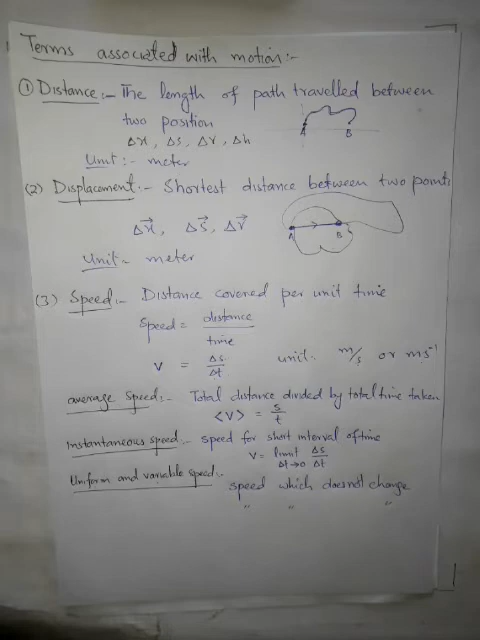 Terms associated with motion:-
① Distance:- The length of path travelled between
two position
Δx, Δs, Δr, Δh
A B
Unit:- meter
(2) Displacement:- Shortest distance between two points
Δx⃗, Δs⃗, Δr⃗
A B
Unit- meter
(3) Speed:- Distance covered per unit time
Speed = distance/time
v = Δs/Δt unit:- m/s or ms⁻¹
average speed:- Total distance divided by total time taken
<v> = s/t
Instantaneous speed:- speed for short interval of time
v = limit Δt→0 Δs/Δt
Uniform and variable speed:-
speed which does not change
" " "